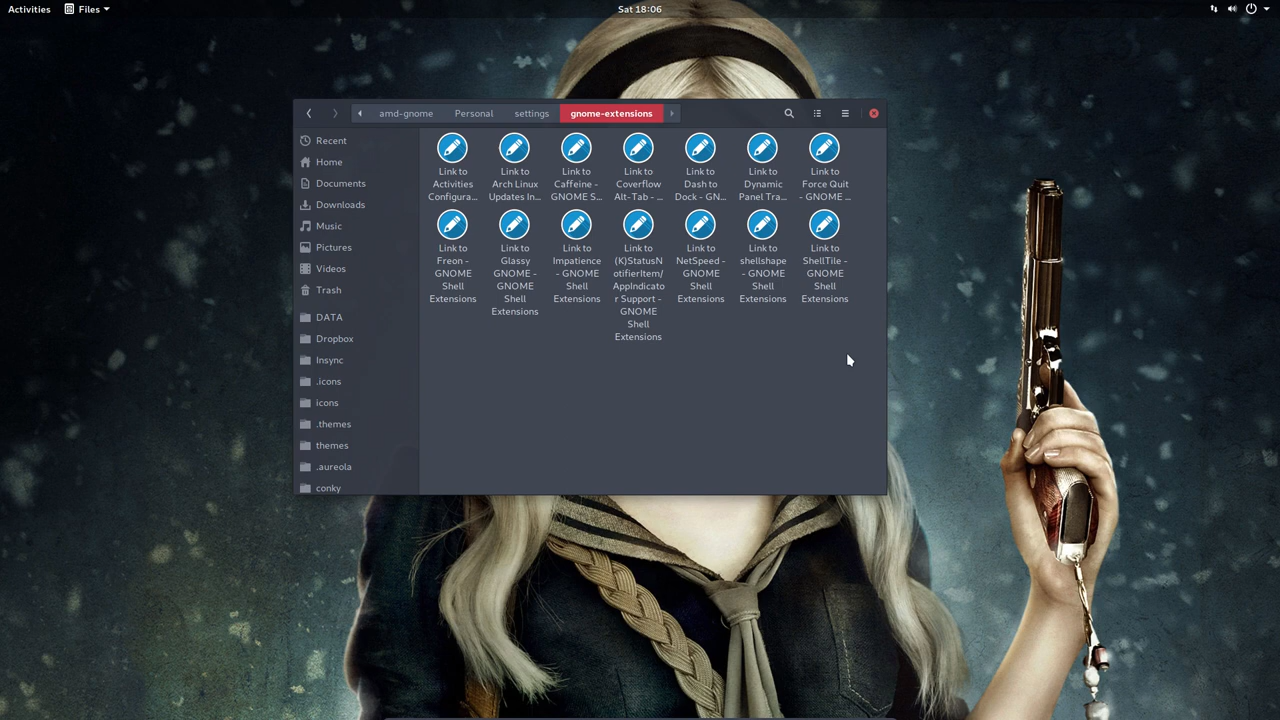 Activities Files Sat 18:06
amd-gnome Personal settings gnome-extensions
Recent
Home
Documents
Downloads
Music
Pictures
Videos
Trash
DATA
Dropbox
Insync
.icons
icons
.themes
themes
.aureola
conky
Link to
Activities
Configura...
Link to
Arch Linux
Updates In...
Link to
Caffeine -
GNOME S...
Link to
Coverflow
Alt-Tab - ...
Link to
Dash to
Dock - GN...
Link to
Dynamic
Panel Tra...
Link to
Force Quit
- GNOME ...
Link to
Freon -
GNOME
Shell
Extensions
Link to
Glassy
GNOME -
GNOME
Shell
Extensions
Link to
Impatience
- GNOME
Shell
Extensions
Link to
(K)StatusN
otifierItem/
AppIndicato
r Support -
GNOME
Shell
Extensions
Link to
NetSpeed -
GNOME
Shell
Extensions
Link to
shellshape
- GNOME
Shell
Extensions
Link to
ShellTile -
GNOME
Shell
Extensions